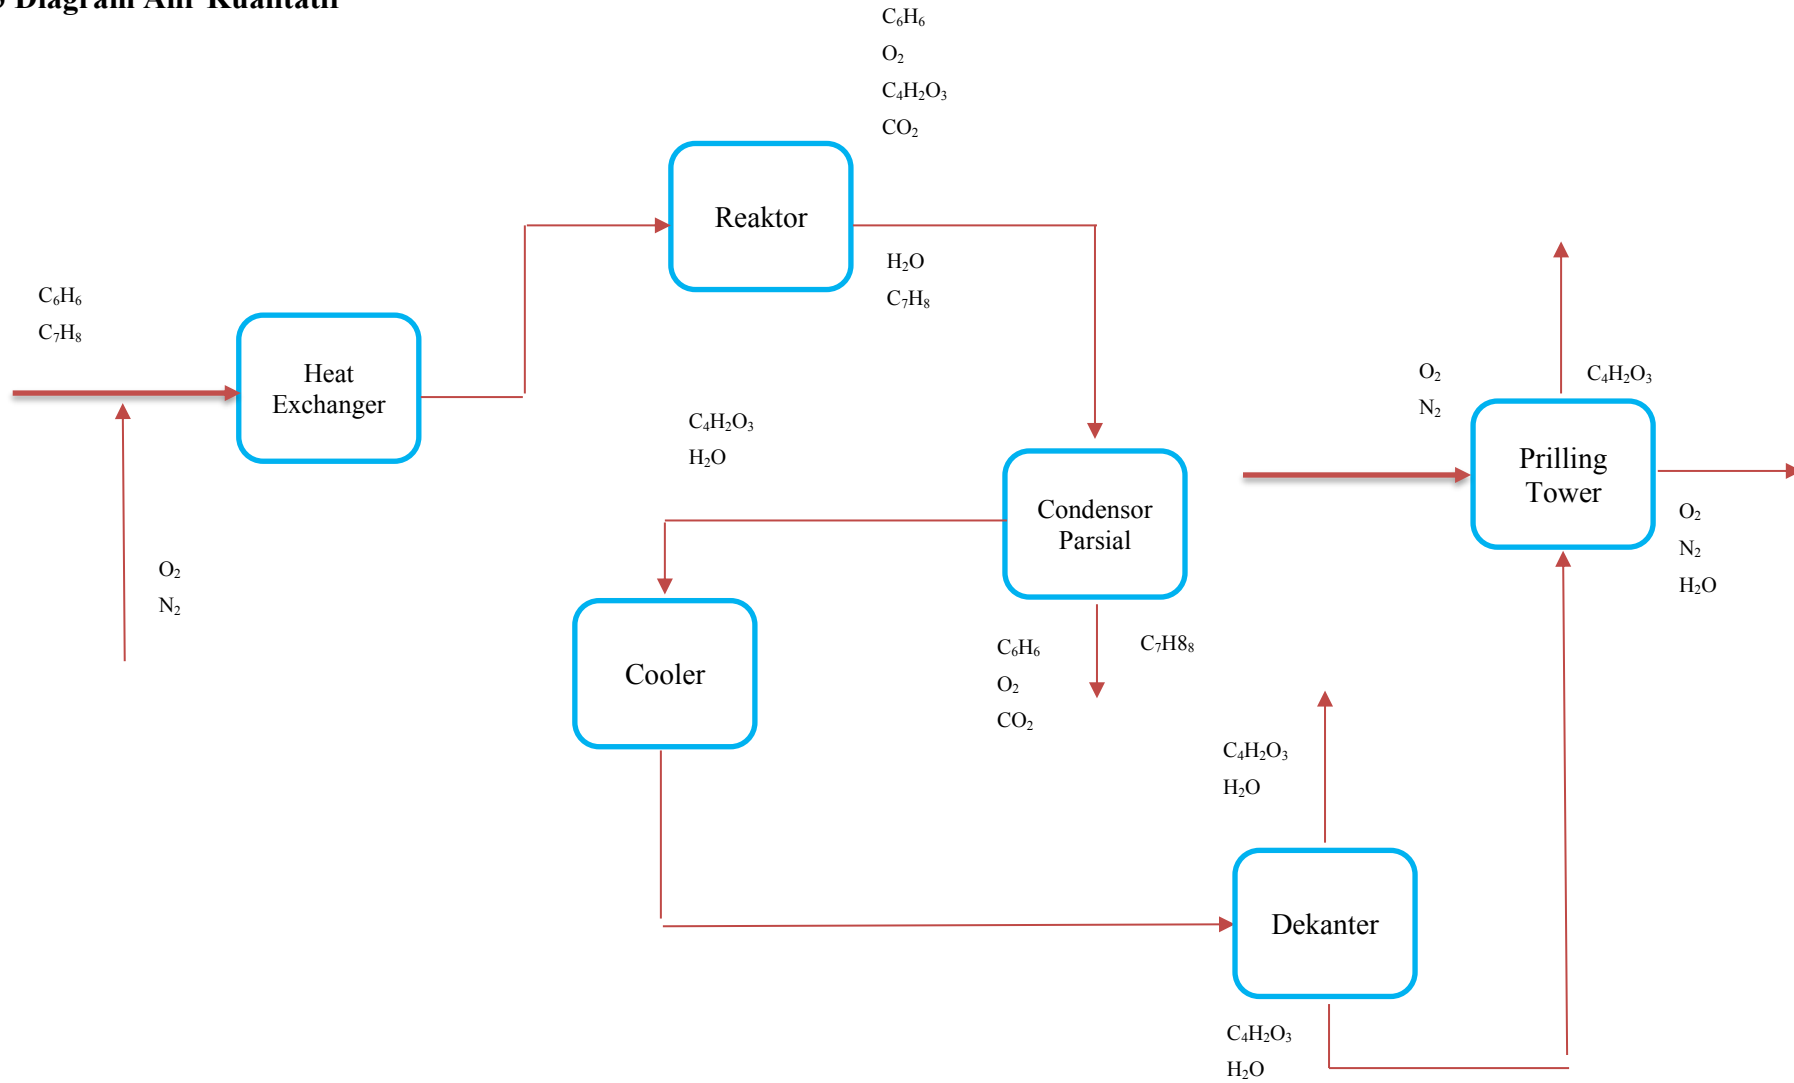 Diagram Alir Kualitatif
C₆H₆
O₂
C₄H₂O₃
CO₂
Reaktor
H₂O
C₇H₈
C₆H₆
C₇H₈
Heat
Exchanger
O₂
N₂
C₄H₂O₃
H₂O
Condensor
Parsial
O₂
N₂
C₄H₂O₃
Prilling
Tower
O₂
N₂
H₂O
Cooler
C₆H₆
O₂
CO₂
C₇H8₈
C₄H₂O₃
H₂O
Dekanter
C₄H₂O₃
H₂O